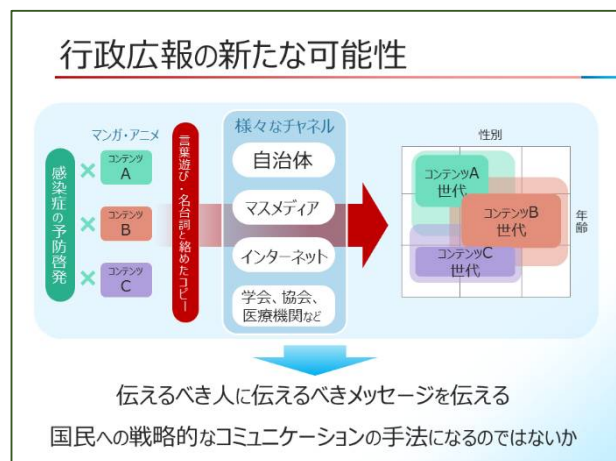 行政広報の新たな可能性
感染症の予防啓発
マンガ・アニメ
× コンテンツ
A
× コンテンツ
B
× コンテンツ
C
言葉遊び・名台詞と絡めたコピー
様々なチャネル
自治体
マスメディア
インターネット
学会、協会、
医療機関など
性別
年齢
コンテンツA
世代
コンテンツB
世代
コンテンツC
世代
伝えるべき人に伝えるべきメッセージを伝える
国民への戦略的なコミュニケーションの手法になるのではないか